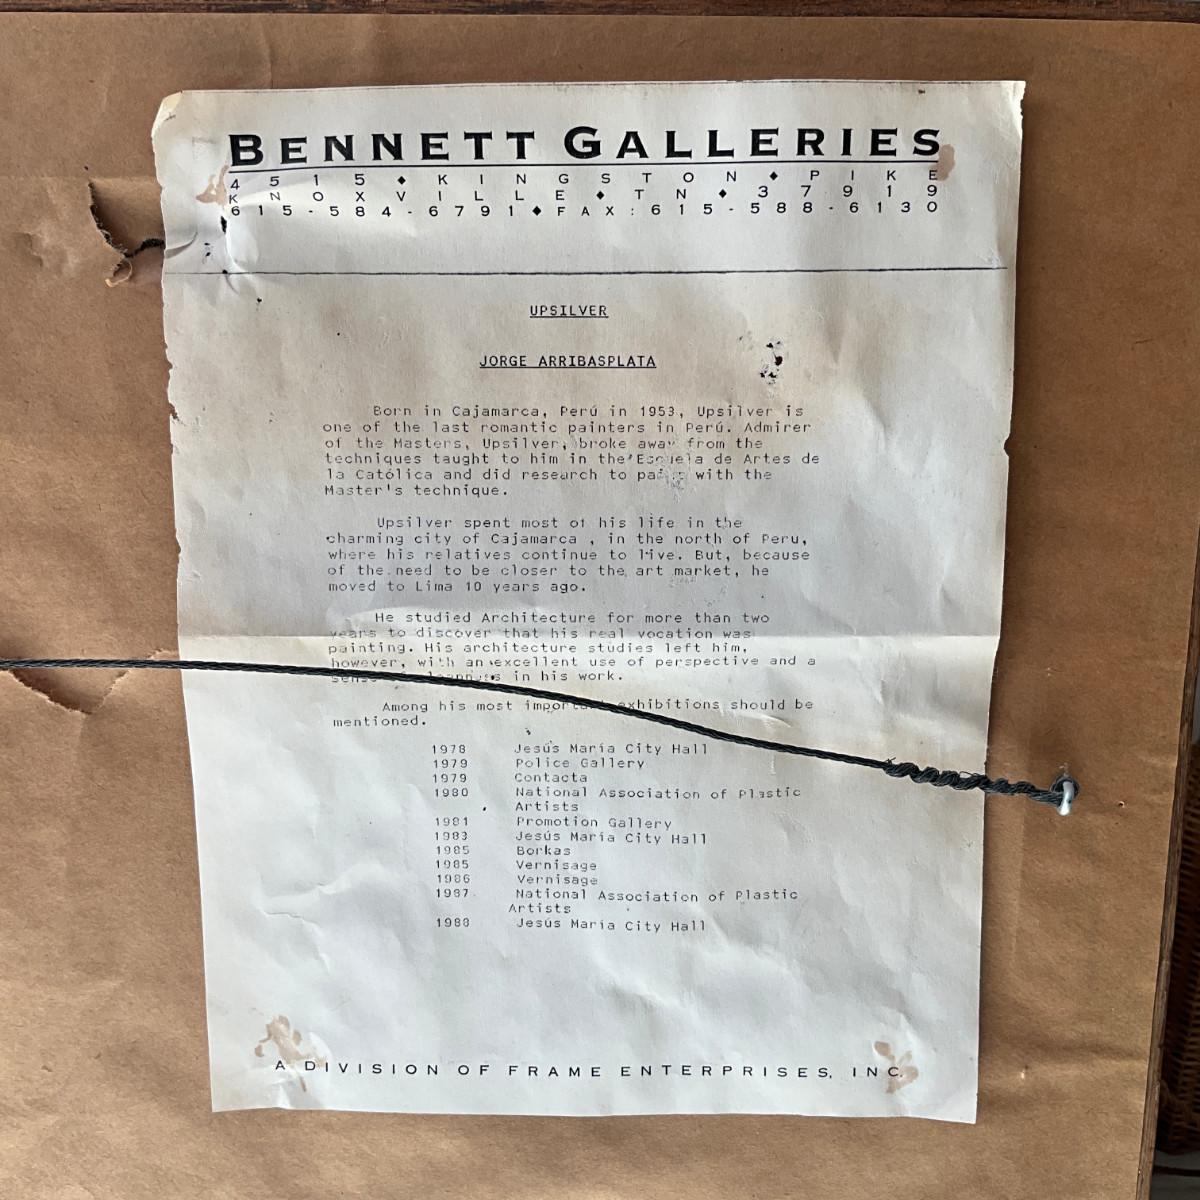 BENNETT GALLERIES
4515 ♦ KINGSTON ♦ PIKE
KNOXVILLE ♦ TN ♦ 37919
615-584-6791 ♦ FAX:615-588-6130
UPSILVER
JORGE ARRIBASPLATA
Born in Cajamarca, Perú in 1953, Upsilver is
one of the last romantic painters in Perú. Admirer
of the Masters, Upsilver, broke away from the
techniques taught to him in the Escuela de Artes de
la Católica and did research to paint with the
Master's technique.
Upsilver spent most of his life in the
charming city of Cajamarca , in the north of Peru,
where his relatives continue to live. But, because
of the need to be closer to the art market, he
moved to Lima 10 years ago.
He studied Architecture for more than two
years to discover that his real vocation was
painting. His architecture studies left him,
however, with an excellent use of perspective and a
sense in his work.
Among his most important exhibitions should be
mentioned.
1978 Jesús María City Hall
1979 Police Gallery
1979 Contacta
1980 National Association of Plastic
Artists
1981 Promotion Gallery
1983 Jesús María City Hall
1985 Borkas
1985 Vernisage
1986 Vernisage
1987 National Association of Plastic
Artists
1988 Jesús María City Hall
A DIVISION OF FRAME ENTERPRISES, INC.